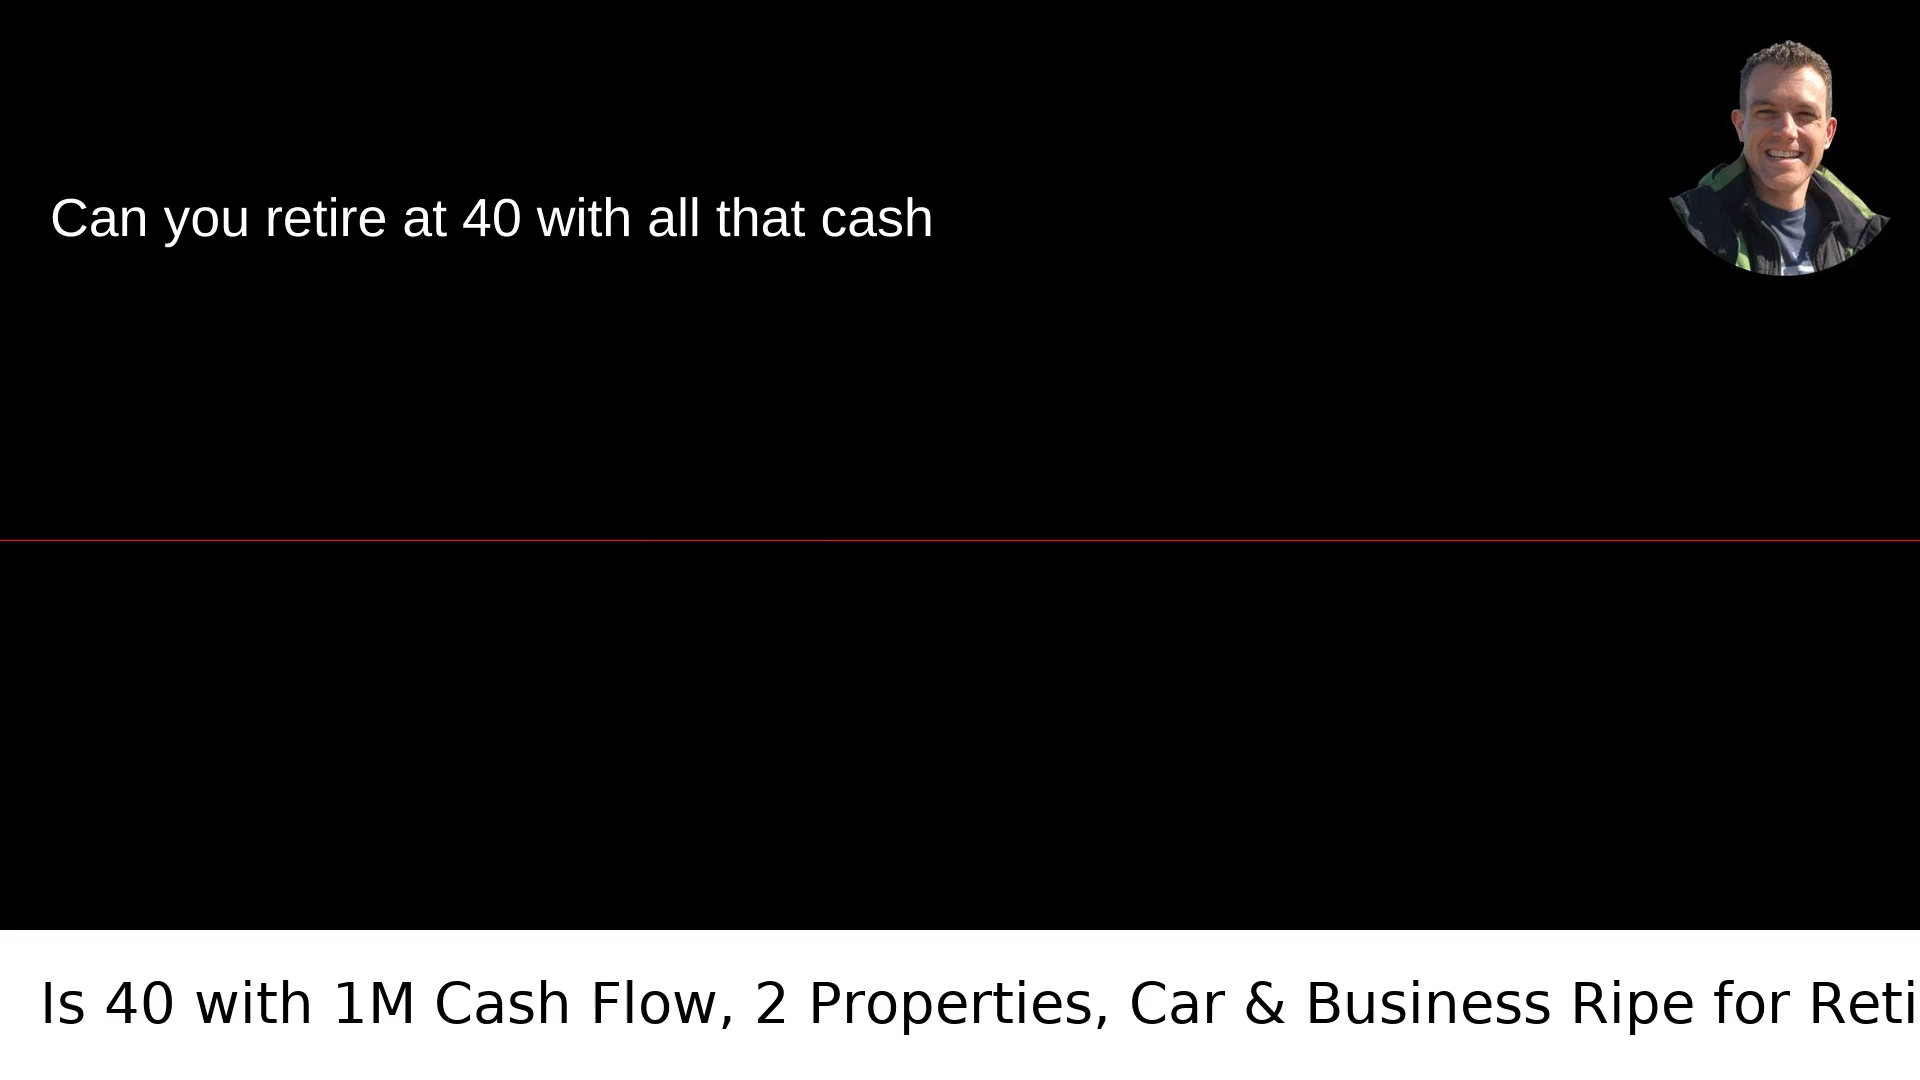 Can you retire at 40 with all that cash
Is 40 with 1M Cash Flow, 2 Properties, Car & Business Ripe for Reti